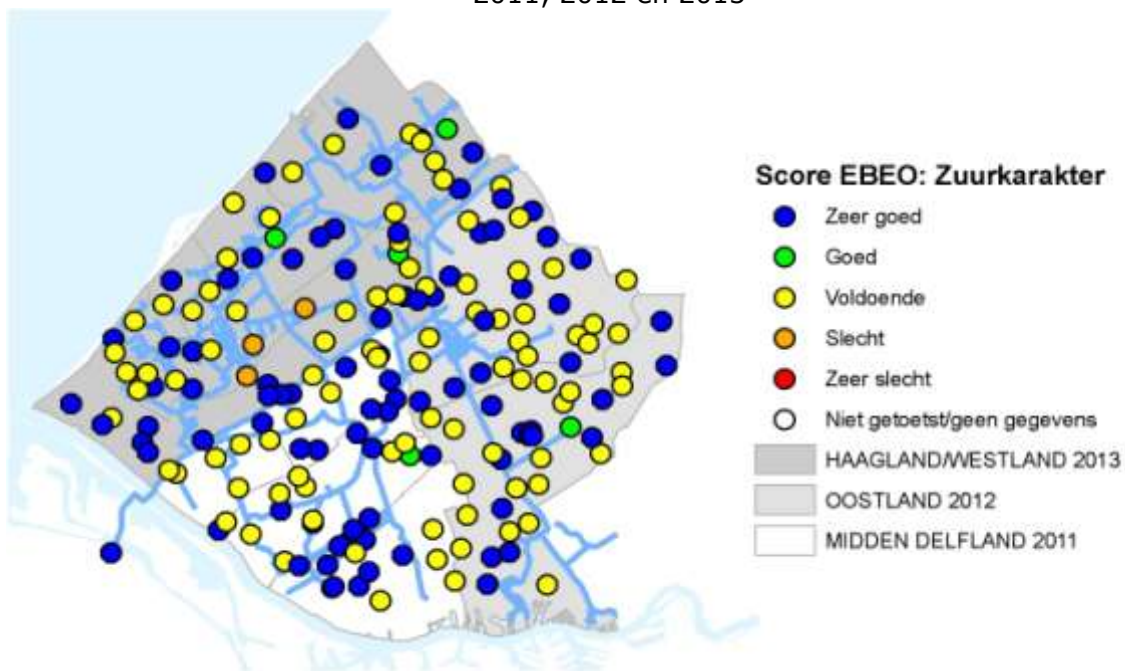 2011, 2012 en 2013
Score EBEO: Zuurkarakter
Zeer goed
Goed
Voldoende
Slecht
Zeer slecht
Niet getoetst/geen gegevens
HAAGLAND/WESTLAND 2013
OOSTLAND 2012
MIDDEN DELFLAND 2011